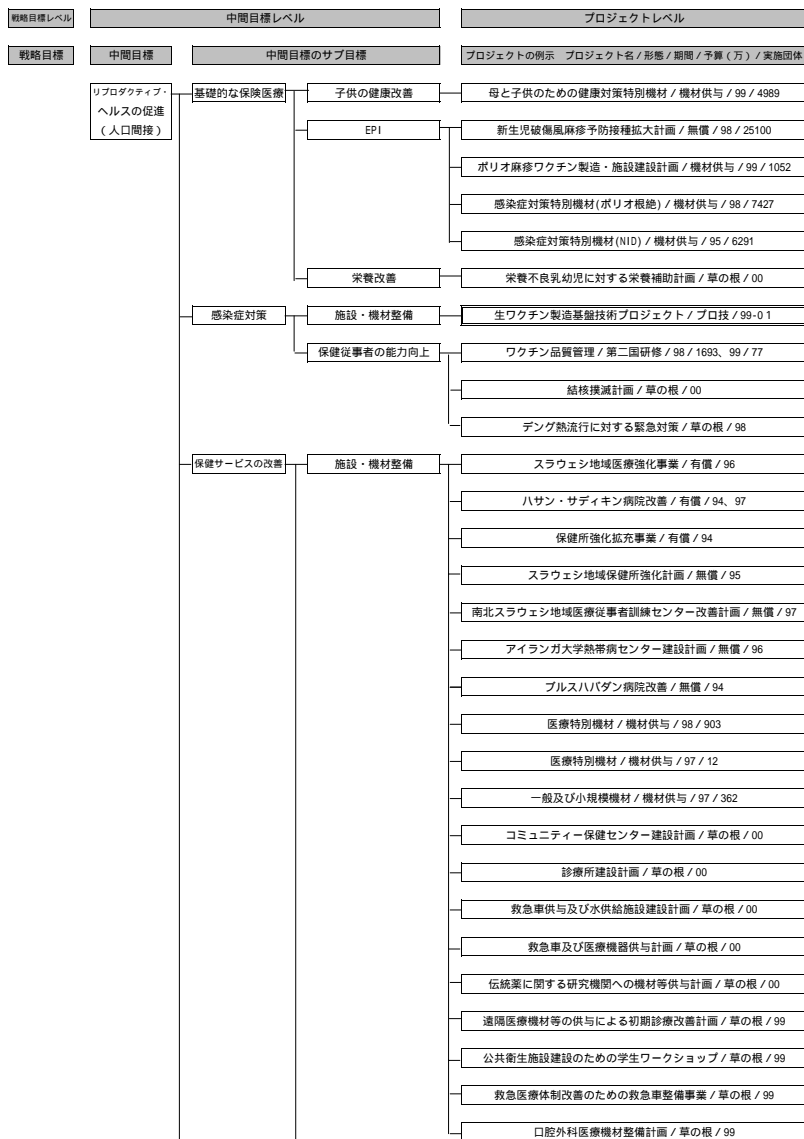 戦略目標レベル
中間目標レベル
プロジェクトレベル
戦略目標
中間目標
中間目標のサブ目標
プロジェクトの例示　プロジェクト名 / 形態 / 期間 / 予算（万）/ 実施団体
リプロダクティブ・
ヘルスの促進
（人口間接）
基礎的な保険医療
子供の健康改善
母と子供のための健康対策特別機材 / 機材供与 / 99 / 4989
EPI
新生児破傷風麻疹予防接種拡大計画 / 無償 / 98 / 25100
ポリオ麻疹ワクチン製造・施設建設計画 / 機材供与 / 99 / 1052
感染症対策特別機材(ポリオ根絶) / 機材供与 / 98 / 7427
感染症対策特別機材(NID) / 機材供与 / 95 / 6291
栄養改善
栄養不良乳幼児に対する栄養補助計画 / 草の根 / 00
感染症対策
施設・機材整備
生ワクチン製造基盤技術プロジェクト / プロ技 / 99-01
保健従事者の能力向上
ワクチン品質管理 / 第二国研修 / 98 / 1693、99 / 77
結核撲滅計画 / 草の根 / 00
デング熱流行に対する緊急対策 / 草の根 / 98
保健サービスの改善
施設・機材整備
スラウェシ地域医療強化事業 / 有償 / 96
ハサン・サディキン病院改善 / 有償 / 94、97
保健所強化拡充事業 / 有償 / 94
スラウェシ地域保健所強化計画 / 無償 / 95
南北スラウェシ地域医療従事者訓練センター改善計画 / 無償 / 97
アイランガ大学熱帯病センター建設計画 / 無償 / 96
プルスハバダン病院改善 / 無償 / 94
医療特別機材 / 機材供与 / 98 / 903
医療特別機材 / 機材供与 / 97 / 12
一般及び小規模機材 / 機材供与 / 97 / 362
コミュニティー保健センター建設計画 / 草の根 / 00
診療所建設計画 / 草の根 / 00
救急車供与及び水供給施設建設計画 / 草の根 / 00
救急車及び医療機器供与計画 / 草の根 / 00
伝統薬に関する研究機関への機材等供与計画 / 草の根 / 00
遠隔医療機材等の供与による初期診療改善計画 / 草の根 / 99
公共衛生施設建設のための学生ワークショップ / 草の根 / 99
救急医療体制改善のための救急車整備事業 / 草の根 / 99
口腔外科医療機材整備計画 / 草の根 / 99